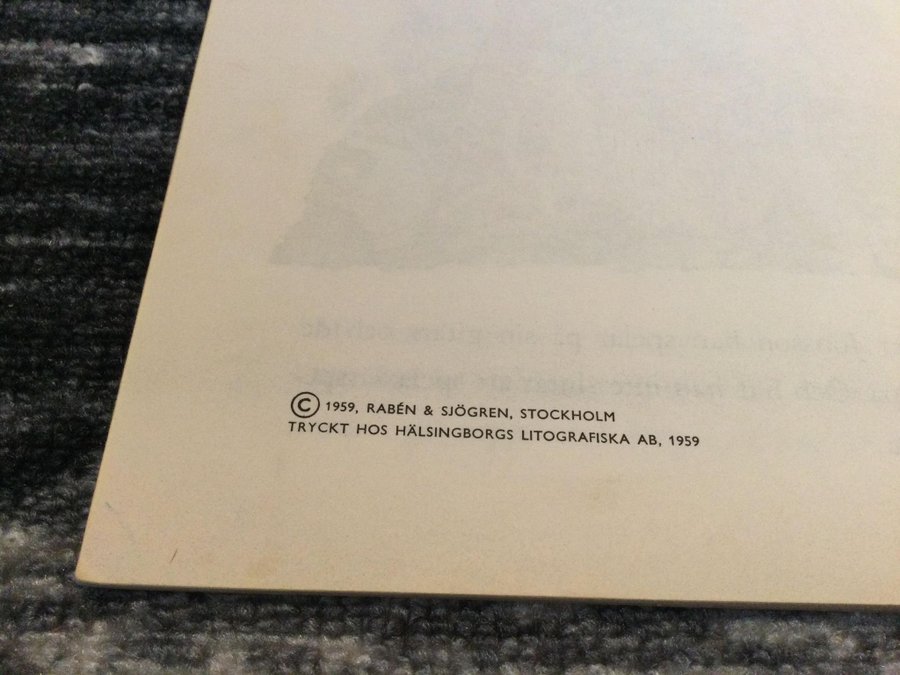 © 1959, RABÉN & SJÖGREN, STOCKHOLM
TRYCKT HOS HÄLSINGBORGS LITOGRAFISKA AB, 1959